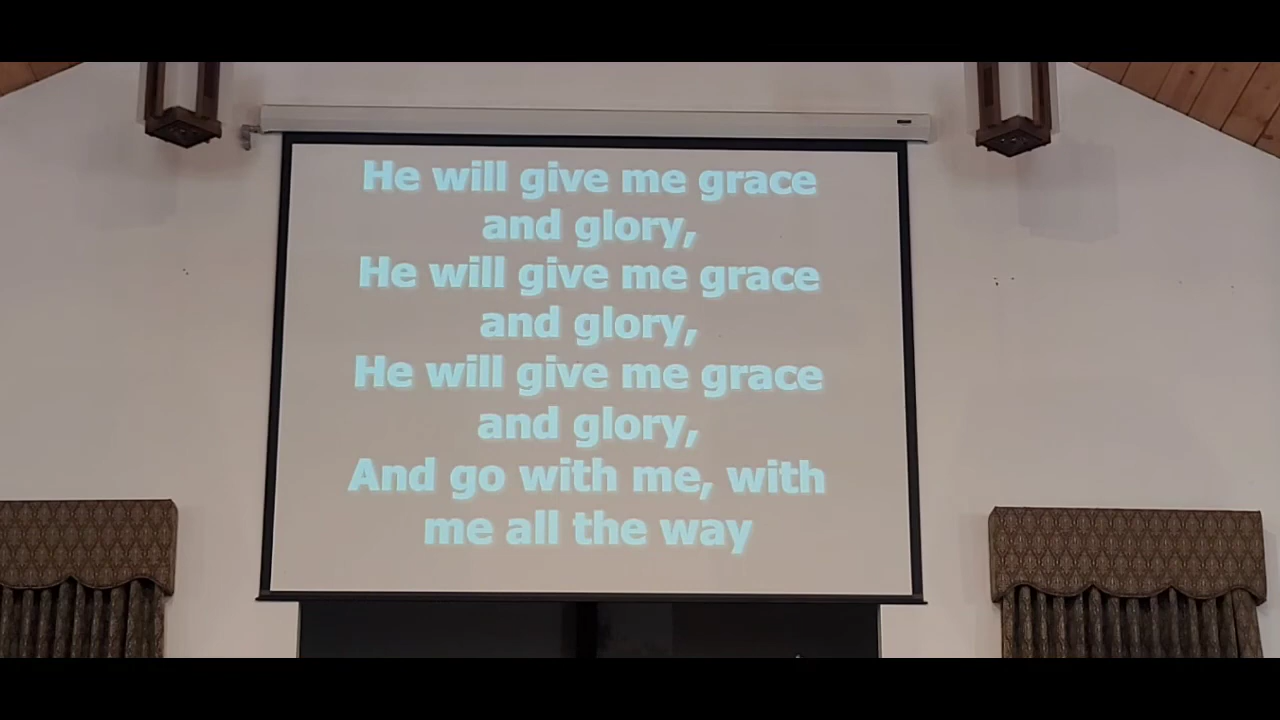 He will give me grace
and glory,
He will give me grace
and glory,
He will give me grace
and glory,
And go with me, with
me all the way